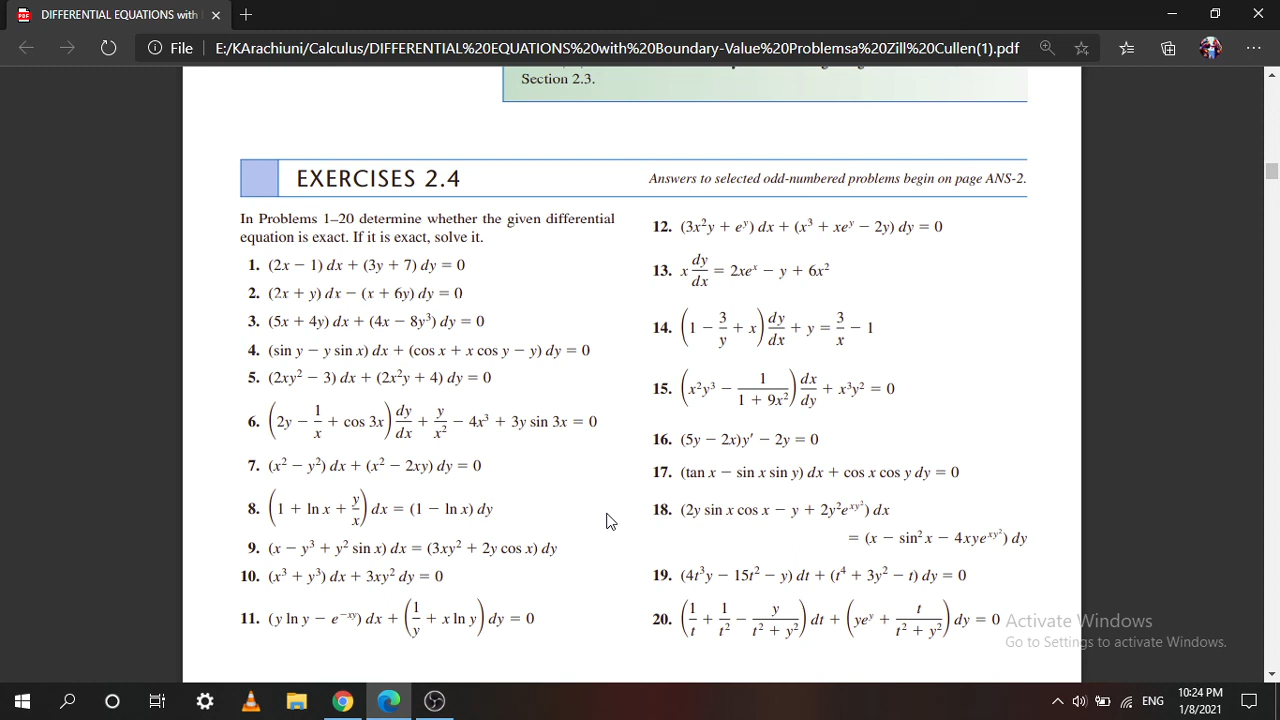 DIFFERENTIAL EQUATIONS with
File
E:/KArachiuni/Calculus/DIFFERENTIAL%20EQUATIONS%20with%20Boundary-Value%20Problemsa%20Zill%20Cullen(1).pdf
Section 2.3.
EXERCISES 2.4
Answers to selected odd-numbered problems begin on page ANS-2.
In Problems 1–20 determine whether the given differential
equation is exact. If it is exact, solve it.
1. (2x − 1) dx + (3y + 7) dy = 0
2. (2x + y) dx − (x + 6y) dy = 0
3. (5x + 4y) dx + (4x − 8y³) dy = 0
4. (sin y − y sin x) dx + (cos x + x cos y − y) dy = 0
5. (2xy² − 3) dx + (2x²y + 4) dy = 0
6. (2y − 1/x + cos 3x) dy/dx + y/x² − 4x³ + 3y sin 3x = 0
7. (x² − y²) dx + (x² − 2xy) dy = 0
8. (1 + ln x + y/x) dx = (1 − ln x) dy
9. (x − y³ + y² sin x) dx = (3xy² + 2y cos x) dy
10. (x³ + y³) dx + 3xy² dy = 0
11. (y ln y − e^(−xy)) dx + (1/y + x ln y) dy = 0
12. (3x²y + e^y) dx + (x³ + xe^y − 2y) dy = 0
13. x dy/dx = 2xe^x − y + 6x²
14. (1 − 3/y + x) dy/dx + y = 3/x − 1
15. (x²y³ − 1/(1 + 9x²)) dx/dy + x³y² = 0
16. (5y − 2x)y′ − 2y = 0
17. (tan x − sin x sin y) dx + cos x cos y dy = 0
18. (2y sin x cos x − y + 2y²e^(xy²)) dx
= (x − sin² x − 4xye^(xy²)) dy
19. (4t³y − 15t² − y) dt + (t⁴ + 3y² − t) dy = 0
20. (1/t + 1/t² − y/(t² + y²)) dt + (ye^y + t/(t² + y²)) dy = 0
Activate Windows
Go to Settings to activate Windows.
ENG
10:24 PM
1/8/2021